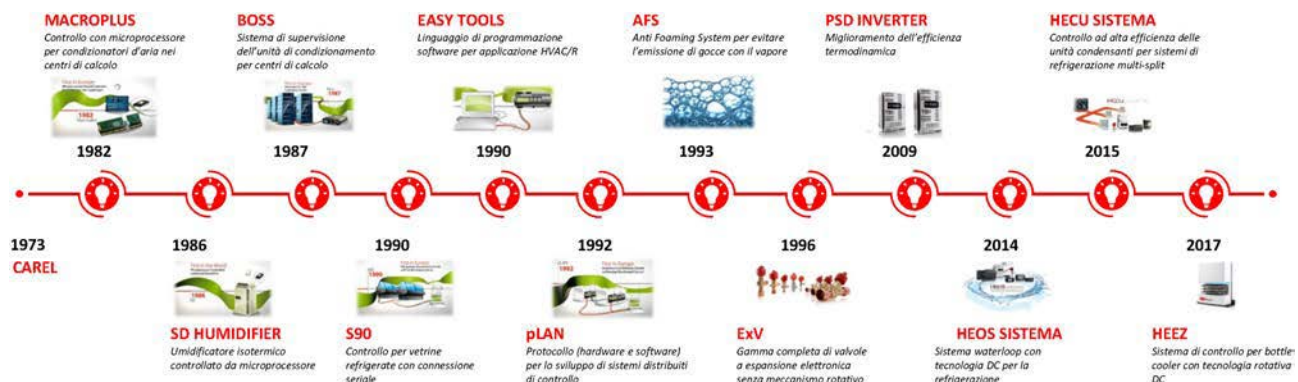 MACROPLUS
Controllo con microprocessore
per condizionatori d'aria nei
centri di calcolo
1982
BOSS
Sistema di supervisione
dell'unità di condizionamento
per centri di calcolo
1987
EASY TOOLS
Linguaggio di programmazione
software per applicazione HVAC/R
1990
AFS
Anti Foaming System per evitare
l'emissione di gocce con il vapore
1993
PSD INVERTER
Miglioramento dell'efficienza
termodinamica
2009
HECU SISTEMA
Controllo ad alta efficienza delle
unità condensanti per sistemi di
refrigerazione multi-split
2015
1973
CAREL
1986
SD HUMIDIFIER
Umidificatore isotermico
controllato da microprocessore
1990
S90
Controllo per vetrine
refrigerate con connessione
seriale
1992
pLAN
Protocollo (hardware e software)
per lo sviluppo di sistemi distribuiti
di controllo
1996
ExV
Gamma completa di valvole
a espansione elettronica
senza meccanismo rotativo
2014
HEOS SISTEMA
Sistema waterloop con
tecnologia DC per la
refrigerazione
2017
HEEZ
Sistema di controllo per bottle-
cooler con tecnologia rotativa
DC